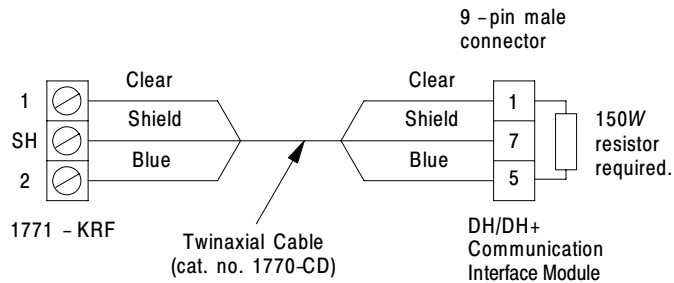 9 –pin male
connector
Clear
Clear
1
1
Shield
Shield
150W
SH
7
resistor
Blue
Blue
required.
2
5
1771 – KRF
Twinaxial Cable
(cat. no. 1770–CD)
DH/DH+
Communication
Interface Module